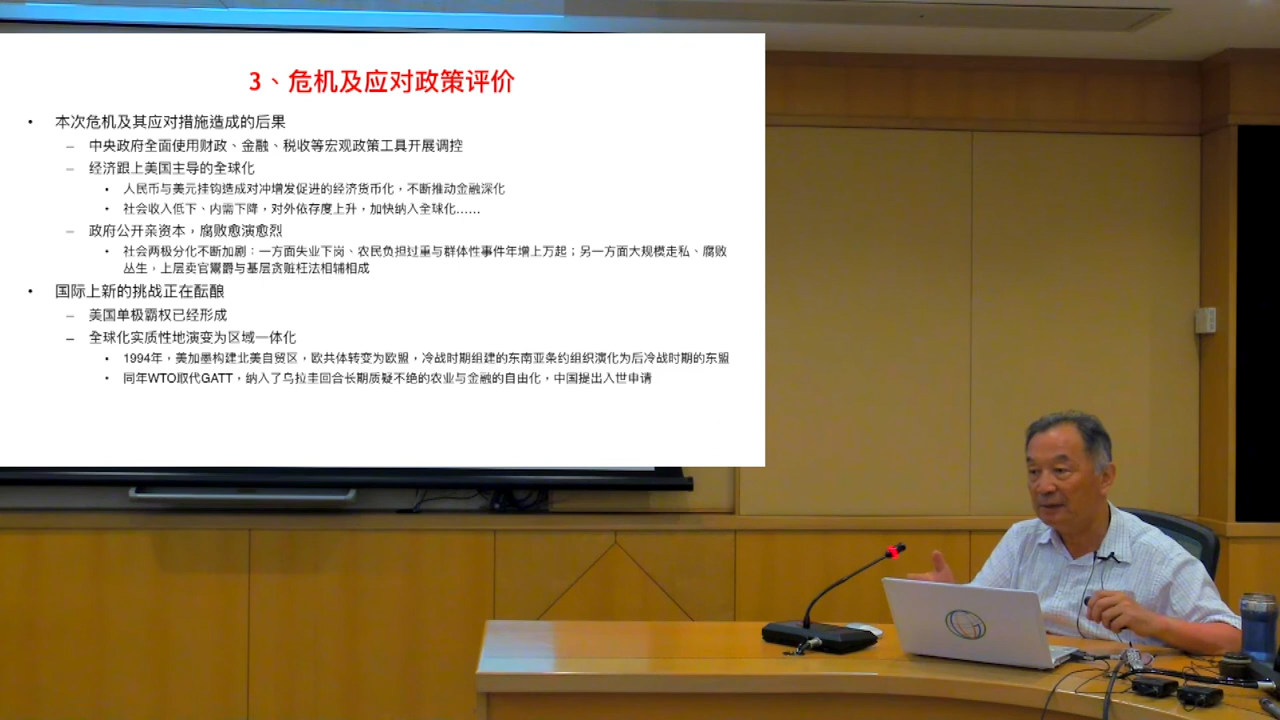 3、危机及应对政策评价
• 本次危机及其应对措施造成的后果
– 中央政府全面使用财政、金融、税收等宏观政策工具开展调控
– 经济跟上美国主导的全球化
• 人民币与美元挂钩造成对冲增发促进的经济货币化，不断推动金融深化
• 社会收入低下、内需下降，对外依存度上升，加快纳入全球化……
– 政府公开亲资本，腐败愈演愈烈
• 社会两极分化不断加剧：一方面失业下岗、农民负担过重与群体性事件年增上万起；另一方面大规模走私、腐败
丛生，上层卖官鬻爵与基层贪赃枉法相辅相成
• 国际上新的挑战正在酝酿
– 美国单极霸权已经形成
– 全球化实质性地演变为区域一体化
• 1994年，美加墨构建北美自贸区，欧共体转变为欧盟，冷战时期组建的东南亚条约组织演化为后冷战时期的东盟
• 同年WTO取代GATT，纳入了乌拉圭回合长期质疑不绝的农业与金融的自由化，中国提出入世申请